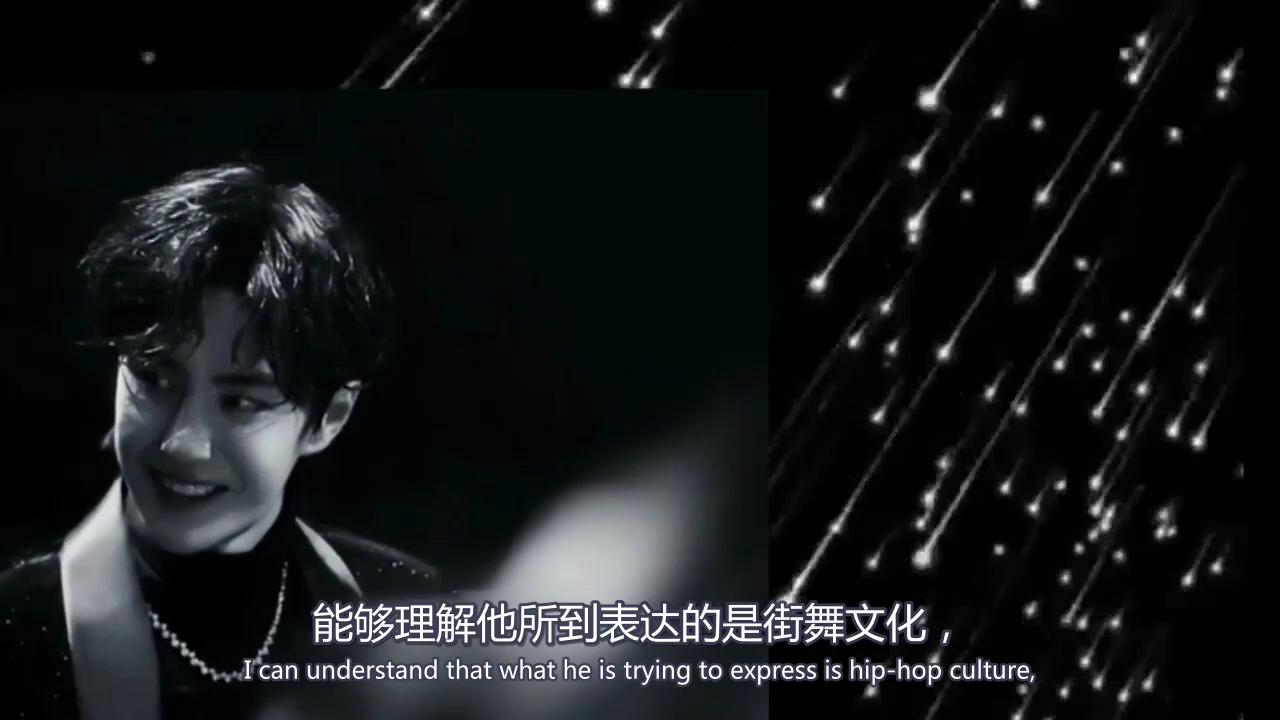 能够理解他所到表达的是街舞文化，
I can understand that what he is trying to express is hip-hop culture,